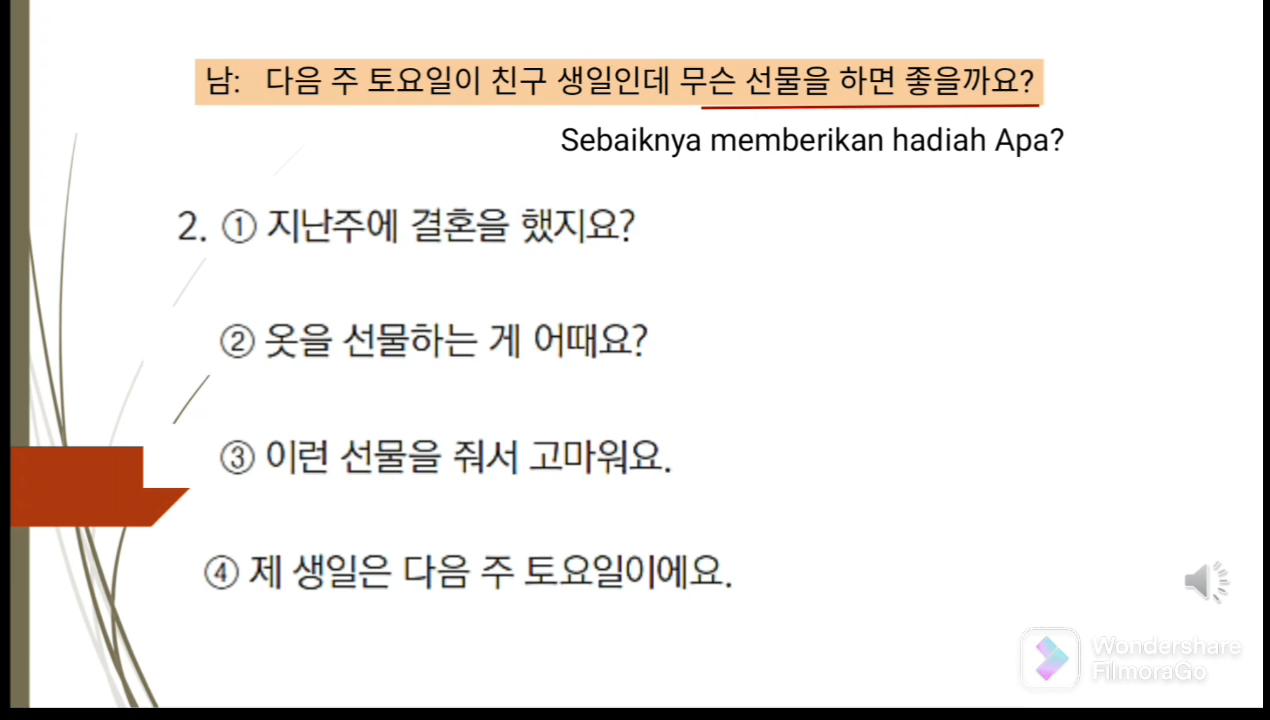 남: 다음 주 토요일이 친구 생일인데 무슨 선물을 하면 좋을까요?
Sebaiknya memberikan hadiah Apa?
2. ① 지난주에 결혼을 했지요?
② 옷을 선물하는 게 어때요?
③ 이런 선물을 줘서 고마워요.
④ 제 생일은 다음 주 토요일이에요.
Wondershare
FilmoraGo